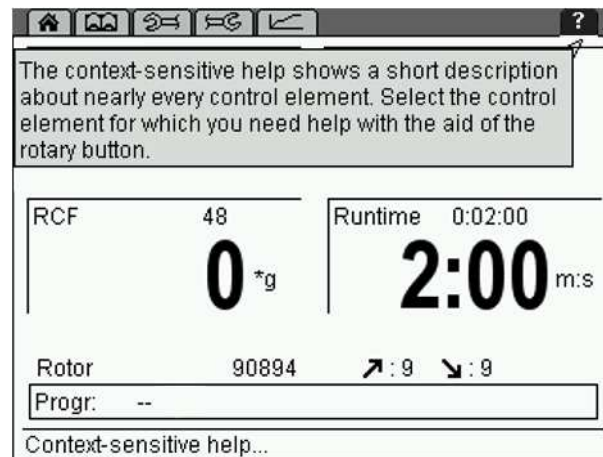 ?
The context-sensitive help shows a short description
about nearly every control element. Select the control
element for which you need help with the aid of the
rotary button.
RCF 48
0 *g
Runtime 0:02:00
2:00 m:s
Rotor 90894 ↗ : 9 ↘ : 9
Progr: --
Context-sensitive help...